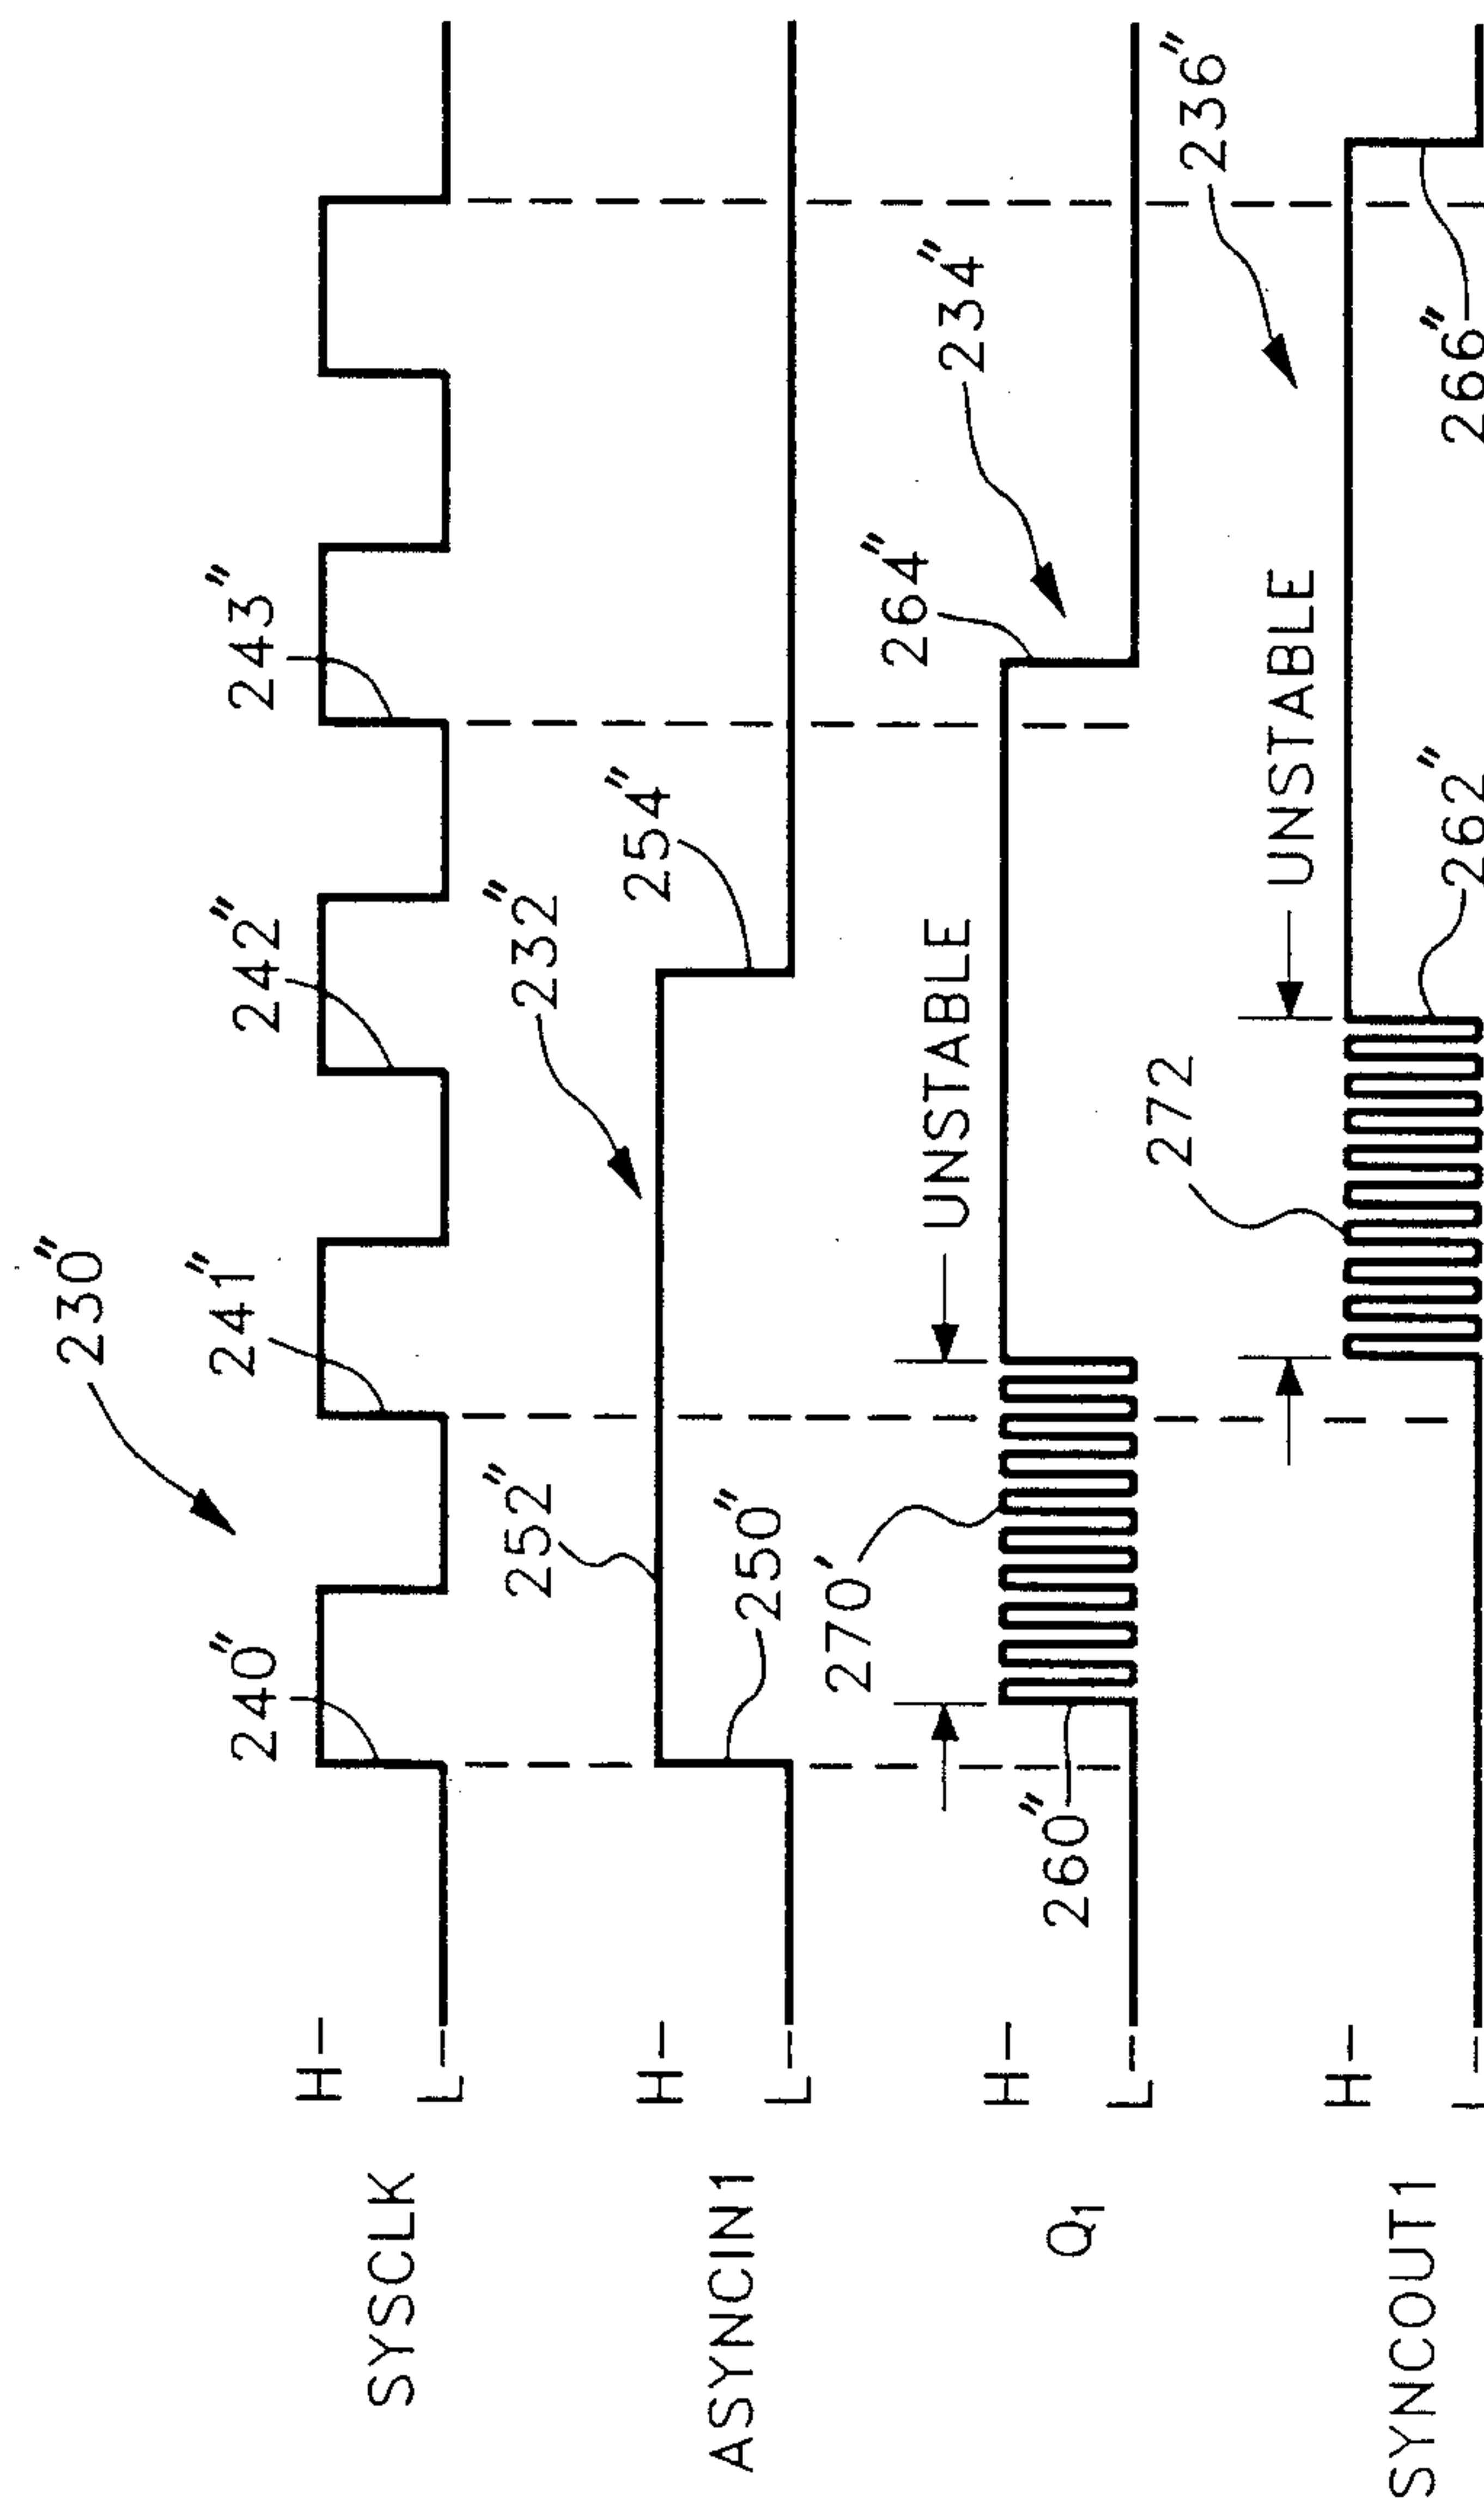 230"
240"
241"
242"
243"
SYSCLK
H
L
252"
232"
254"
250"
ASYNCIN1
H
L
270'
UNSTABLE
264"
234"
260"
Q1
H
L
272
UNSTABLE
236"
262"
266"
SYNCOUT1
H
L